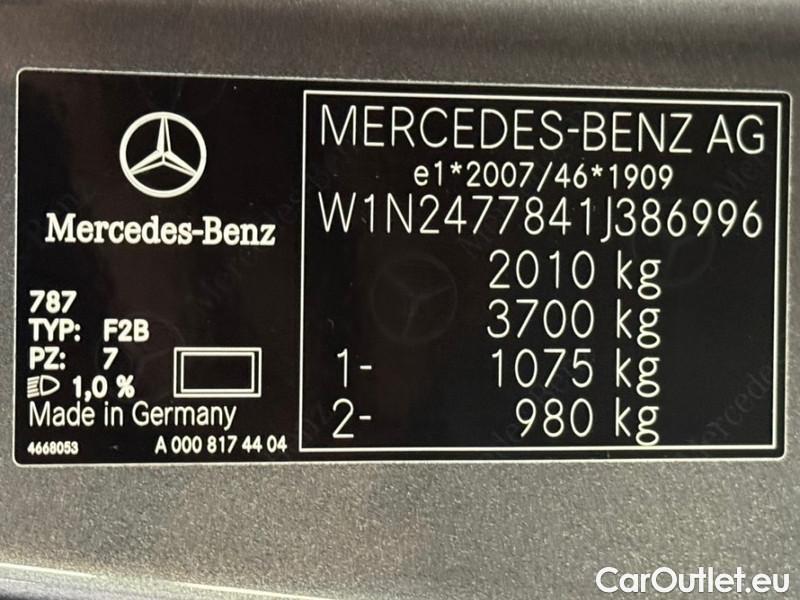 Mercedes-Benz
787
TYP: F2B
PZ: 7
1,0 %
Made in Germany
4668053 A 000 817 44 04
MERCEDES-BENZ AG
e1*2007/46*1909
W1N2477841J386996
2010 kg
3700 kg
1- 1075 kg
2- 980 kg
CarOutlet.eu